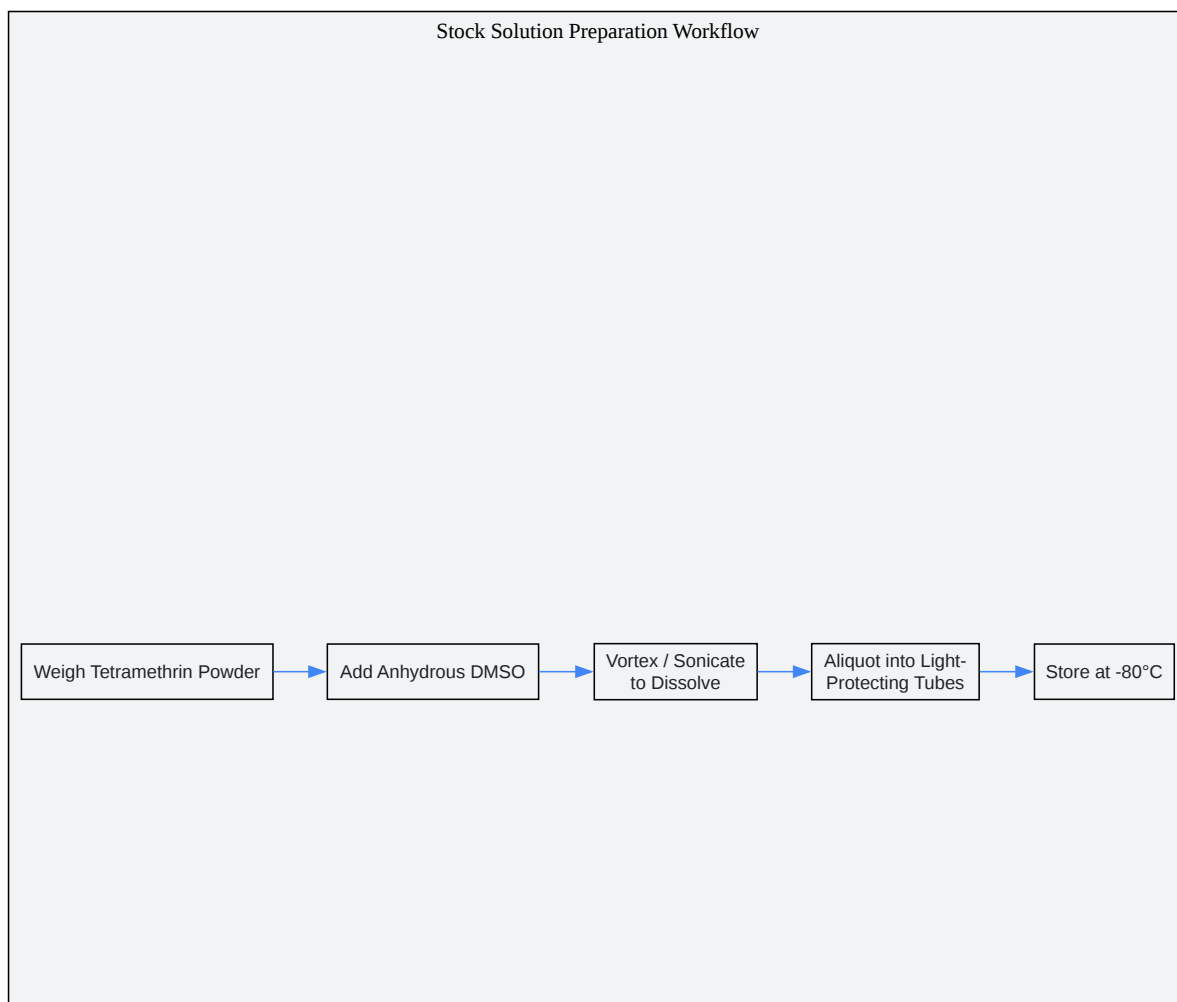 Stock Solution Preparation Workflow
Weigh Tetramethrin Powder
Add Anhydrous DMSO
Vortex / Sonicate
to Dissolve
Aliquot into Light-
Protecting Tubes
Store at -80°C